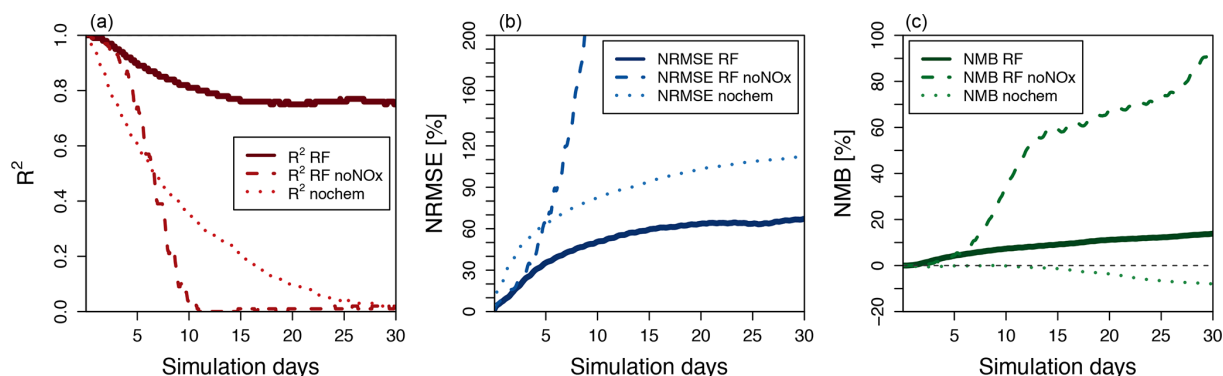 (a)
R²
1.0
0.8
0.6
0.4
0.2
0.0
R² RF
R² RF noNOx
R² nochem
5 10 15 20 25 30
Simulation days
(b)
NRMSE [%]
200
160
120
90
60
30
0
NRMSE RF
NRMSE RF noNOx
NRMSE nochem
0 5 10 15 20 25 30
Simulation days
(c)
NMB [%]
100
80
60
40
20
0
−20
NMB RF
NMB RF noNOx
NMB nochem
5 10 15 20 25 30
Simulation days